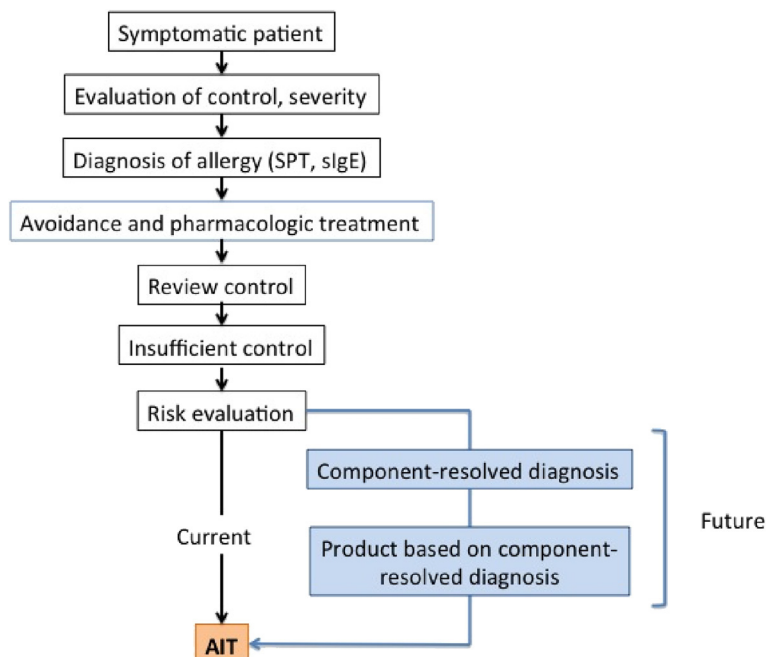 Symptomatic patient
Evaluation of control, severity
Diagnosis of allergy (SPT, sIgE)
Avoidance and pharmacologic treatment
Review control
Insufficient control
Risk evaluation
Component-resolved diagnosis
Future
Current
Product based on component-
resolved diagnosis
AIT